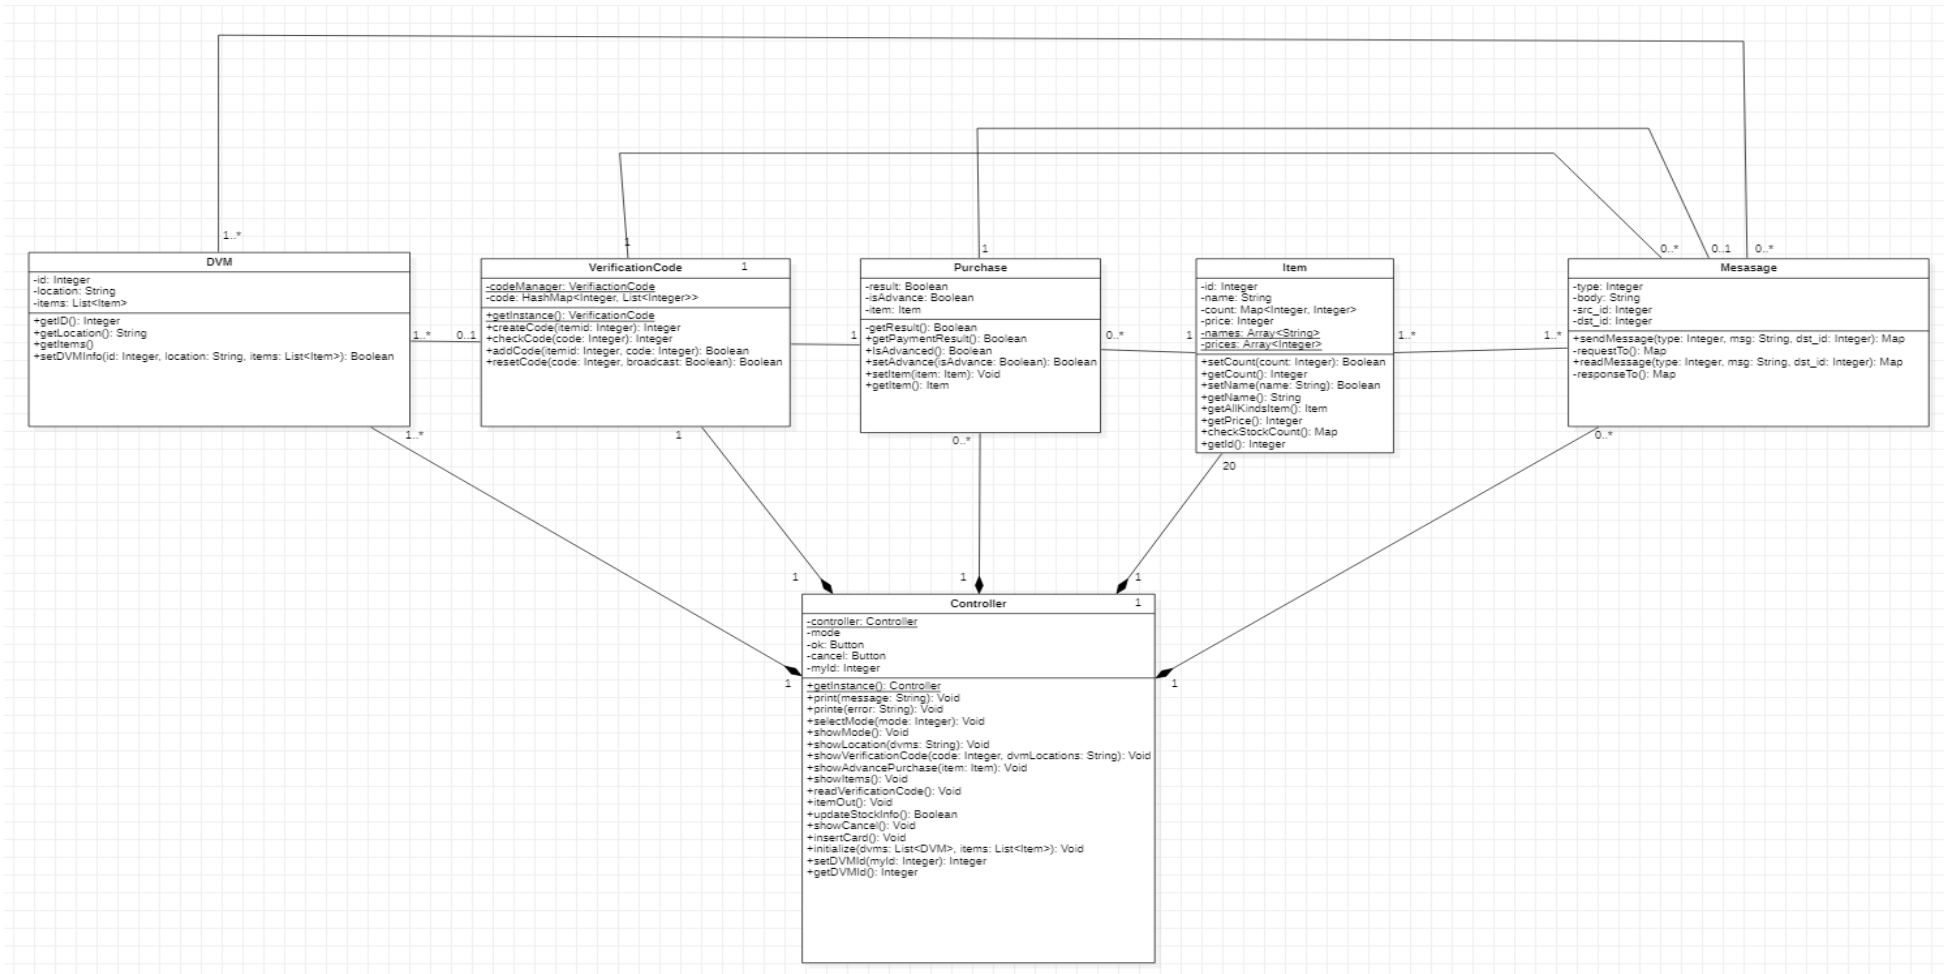 1..*
DVM
-id: Integer
-location: String
-items: List<Item>
+getID(): Integer
+getLocation(): String
+getItems()
+setDVMInfo(id: Integer, location: String, items: List<Item>): Boolean
1..*
0..1
1..*
1
VerificationCode
1
-codeManager: VerifiactionCode
-code: HashMap<Integer, List<Integer>>
+getInstance(): VerificationCode
+createCode(itemid: Integer): Integer
+checkCode(code: Integer): Integer
+addCode(itemid: Integer, code: Integer): Boolean
+resetCode(code: Integer, broadcast: Boolean): Boolean
1
1
1
Purchase
-result: Boolean
-isAdvance: Boolean
-item: Item
-getResult(): Boolean
+getPaymentResult(): Boolean
+IsAdvanced(): Boolean
+setAdvance(isAdvance: Boolean): Boolean
+setItem(item: Item): Void
+getItem(): Item
0..*
0..*
1
Item
-id: Integer
-name: String
-count: Map<Integer, Integer>
-price: Integer
-names: Array<String>
-prices: Array<Integer>
+setCount(count: Integer): Boolean
+getCount(): Integer
+setName(name: String): Boolean
+getName(): String
+getAllKindsItem(): Item
+getPrice(): Integer
+checkStockCount(): Map
+getId(): Integer
20
1..*
1..*
0..*
0..1
0..*
Mesasage
-type: Integer
-body: String
-src_id: Integer
-dst_id: Integer
+sendMessage(type: Integer, msg: String, dst_id: Integer): Map
-requestTo(): Map
+readMessage(type: Integer, msg: String, dst_id: Integer): Map
-responseTo(): Map
0..*
1
1
1
1
1
Controller
1
-controller: Controller
-mode
-ok: Button
-cancel: Button
-myId: Integer
+getInstance(): Controller
+print(message: String): Void
+printe(error: String): Void
+selectMode(mode: Integer): Void
+showMode(): Void
+showLocation(dvms: String): Void
+showVerificationCode(code: Integer, dvmLocations: String): Void
+showAdvancePurchase(item: Item): Void
+showItems(): Void
+readVerificationCode(): Void
+itemOut(): Void
+updateStockInfo(): Boolean
+showCancel(): Void
+insertCard(): Void
+initialize(dvms: List<DVM>, items: List<Item>): Void
+setDVMId(myId: Integer): Integer
+getDVMId(): Integer